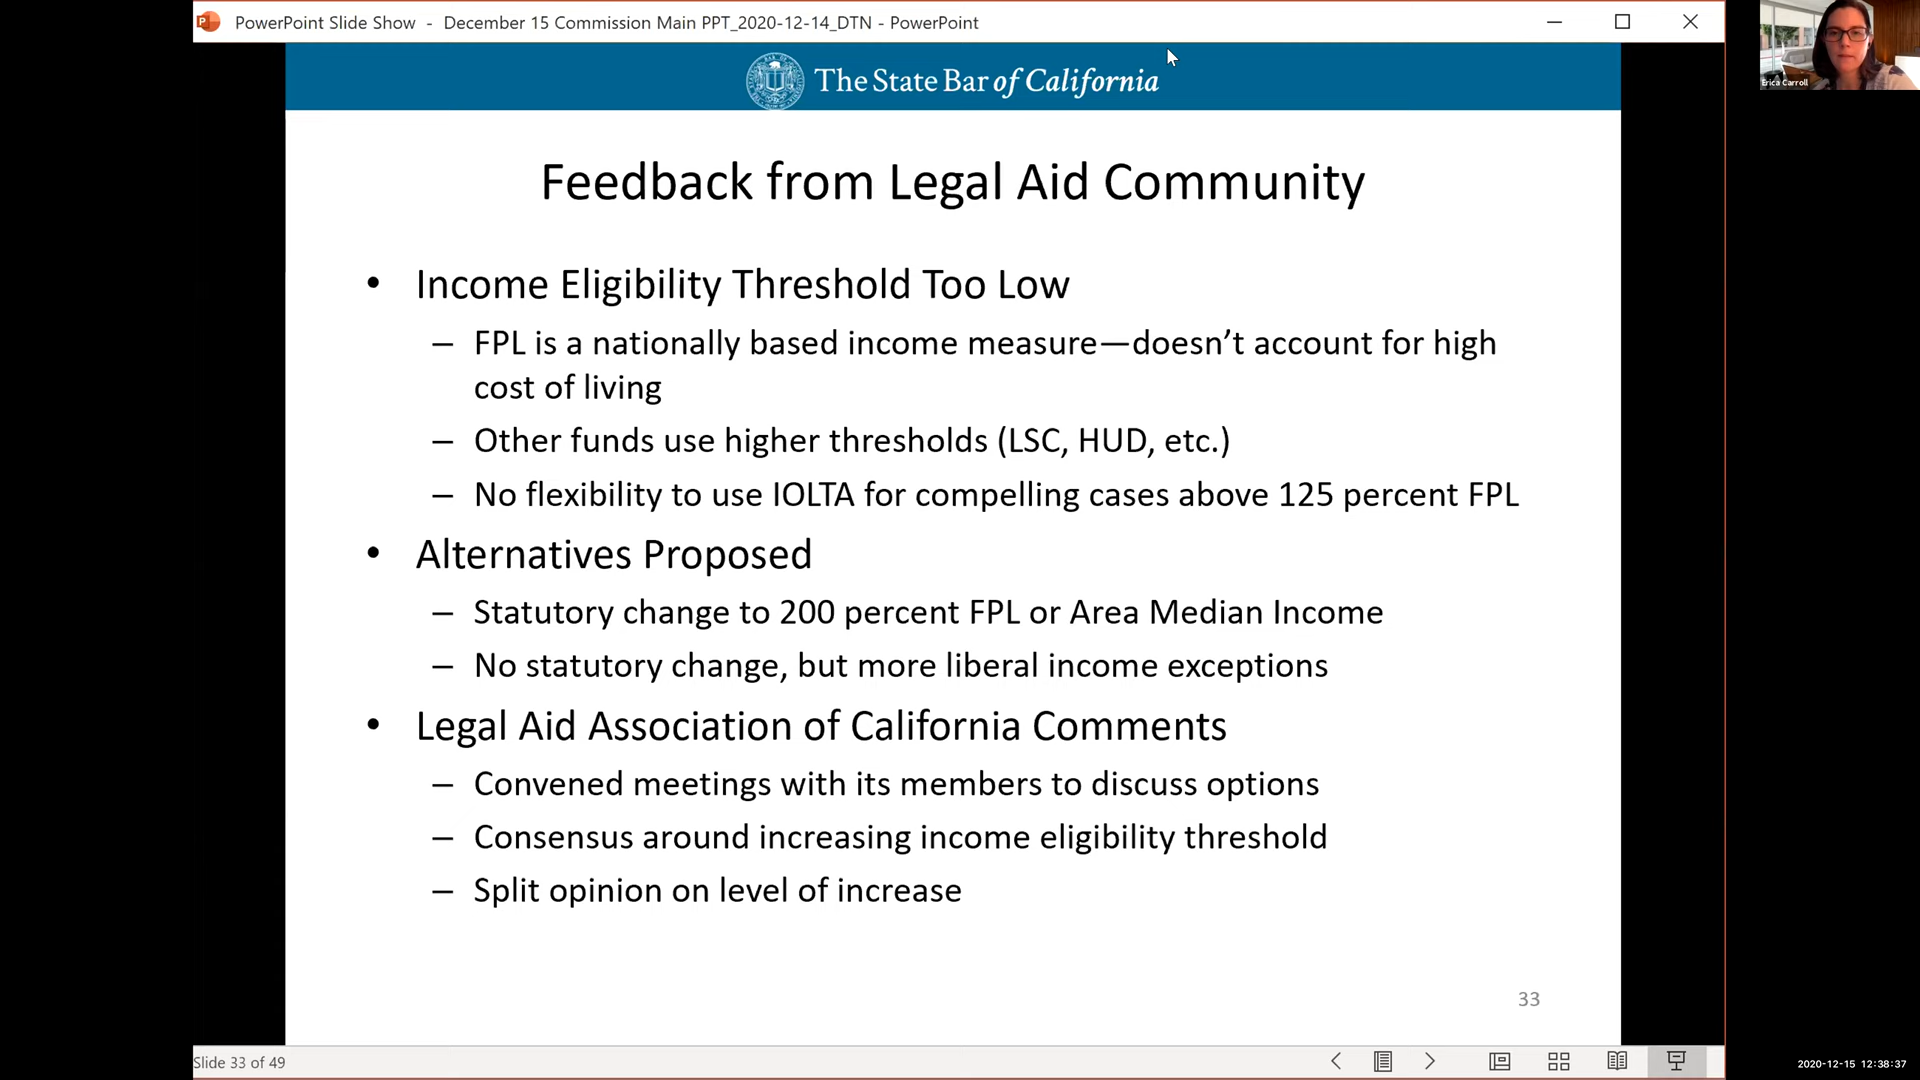 PowerPoint Slide Show - December 15 Commission Main PPT_2020-12-14_DTN - PowerPoint
Erica Carroll
The State Bar of California
Feedback from Legal Aid Community
• Income Eligibility Threshold Too Low
– FPL is a nationally based income measure—doesn’t account for high
cost of living
– Other funds use higher thresholds (LSC, HUD, etc.)
– No flexibility to use IOLTA for compelling cases above 125 percent FPL
• Alternatives Proposed
– Statutory change to 200 percent FPL or Area Median Income
– No statutory change, but more liberal income exceptions
• Legal Aid Association of California Comments
– Convened meetings with its members to discuss options
– Consensus around increasing income eligibility threshold
– Split opinion on level of increase
33
Slide 33 of 49
2020-12-15 12:38:37